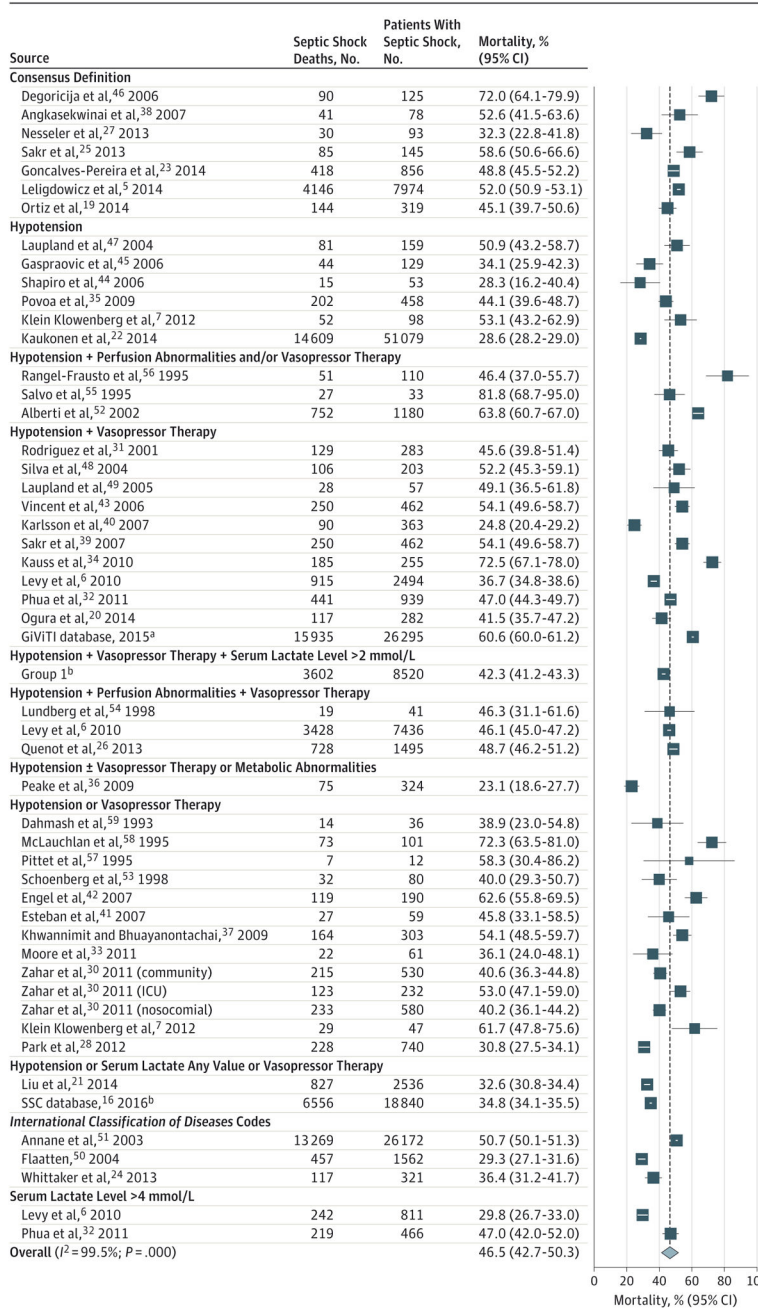 Source Septic Shock Deaths, No. Patients With Septic Shock, No. Mortality, % (95% CI)
Consensus Definition
Degoricija et al,46 2006 90 125 72.0 (64.1-79.9)
Angkasekwinai et al,38 2007 41 78 52.6 (41.5-63.6)
Nesseler et al,27 2013 30 93 32.3 (22.8-41.8)
Sakr et al,25 2013 85 145 58.6 (50.6-66.6)
Goncalves-Pereira et al,23 2014 418 856 48.8 (45.5-52.2)
Leligdowicz et al,5 2014 4146 7974 52.0 (50.9 -53.1)
Ortiz et al,19 2014 144 319 45.1 (39.7-50.6)
Hypotension
Laupland et al,47 2004 81 159 50.9 (43.2-58.7)
Gaspraovic et al,45 2006 44 129 34.1 (25.9-42.3)
Shapiro et al,44 2006 15 53 28.3 (16.2-40.4)
Povoa et al,35 2009 202 458 44.1 (39.6-48.7)
Klein Klowenberg et al,7 2012 52 98 53.1 (43.2-62.9)
Kaukonen et al,22 2014 14609 51079 28.6 (28.2-29.0)
Hypotension + Perfusion Abnormalities and/or Vasopressor Therapy
Rangel-Frausto et al,56 1995 51 110 46.4 (37.0-55.7)
Salvo et al,55 1995 27 33 81.8 (68.7-95.0)
Alberti et al,52 2002 752 1180 63.8 (60.7-67.0)
Hypotension + Vasopressor Therapy
Rodriguez et al,31 2001 129 283 45.6 (39.8-51.4)
Silva et al,48 2004 106 203 52.2 (45.3-59.1)
Laupland et al,49 2005 28 57 49.1 (36.5-61.8)
Vincent et al,43 2006 250 462 54.1 (49.6-58.7)
Karlsson et al,40 2007 90 363 24.8 (20.4-29.2)
Sakr et al,39 2007 250 462 54.1 (49.6-58.7)
Kauss et al,34 2010 185 255 72.5 (67.1-78.0)
Levy et al,6 2010 915 2494 36.7 (34.8-38.6)
Phua et al,32 2011 441 939 47.0 (44.3-49.7)
Ogura et al,20 2014 117 282 41.5 (35.7-47.2)
GiViTI database, 2015a 15935 26295 60.6 (60.0-61.2)
Hypotension + Vasopressor Therapy + Serum Lactate Level >2 mmol/L
Group 1b 3602 8520 42.3 (41.2-43.3)
Hypotension + Perfusion Abnormalities + Vasopressor Therapy
Lundberg et al,54 1998 19 41 46.3 (31.1-61.6)
Levy et al,6 2010 3428 7436 46.1 (45.0-47.2)
Quenot et al,26 2013 728 1495 48.7 (46.2-51.2)
Hypotension ± Vasopressor Therapy or Metabolic Abnormalities
Peake et al,36 2009 75 324 23.1 (18.6-27.7)
Hypotension or Vasopressor Therapy
Dahmash et al,59 1993 14 36 38.9 (23.0-54.8)
McLauchlan et al,58 1995 73 101 72.3 (63.5-81.0)
Pittet et al,57 1995 7 12 58.3 (30.4-86.2)
Schoenberg et al,53 1998 32 80 40.0 (29.3-50.7)
Engel et al,42 2007 119 190 62.6 (55.8-69.5)
Esteban et al,41 2007 27 59 45.8 (33.1-58.5)
Khwannimit and Bhuayanontachai,37 2009 164 303 54.1 (48.5-59.7)
Moore et al,33 2011 22 61 36.1 (24.0-48.1)
Zahar et al,30 2011 (community) 215 530 40.6 (36.3-44.8)
Zahar et al,30 2011 (ICU) 123 232 53.0 (47.1-59.0)
Zahar et al,30 2011 (nosocomial) 233 580 40.2 (36.1-44.2)
Klein Klowenberg et al,7 2012 29 47 61.7 (47.8-75.6)
Park et al,28 2012 228 740 30.8 (27.5-34.1)
Hypotension or Serum Lactate Any Value or Vasopressor Therapy
Liu et al,21 2014 827 2536 32.6 (30.8-34.4)
SSC database,16 2016b 6556 18840 34.8 (34.1-35.5)
International Classification of Diseases Codes
Annane et al,51 2003 13269 26172 50.7 (50.1-51.3)
Flaatten,50 2004 457 1562 29.3 (27.1-31.6)
Whittaker et al,24 2013 117 321 36.4 (31.2-41.7)
Serum Lactate Level >4 mmol/L
Levy et al,6 2010 242 811 29.8 (26.7-33.0)
Phua et al,32 2011 219 466 47.0 (42.0-52.0)
Overall (I2 = 99.5%; P = .000) 46.5 (42.7-50.3)
0 20 40 60 80
Mortality, % (95% CI)